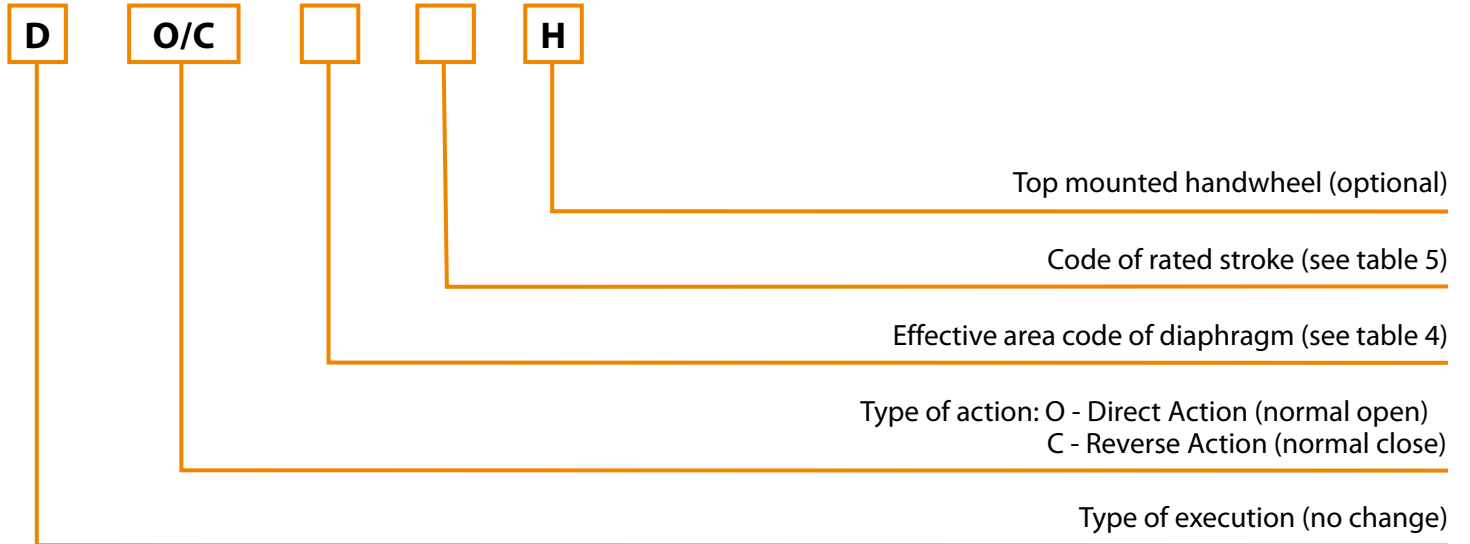 D O/C H
Top mounted handwheel (optional)
Code of rated stroke (see table 5)
Effective area code of diaphragm (see table 4)
Type of action: O - Direct Action (normal open)
C - Reverse Action (normal close)
Type of execution (no change)